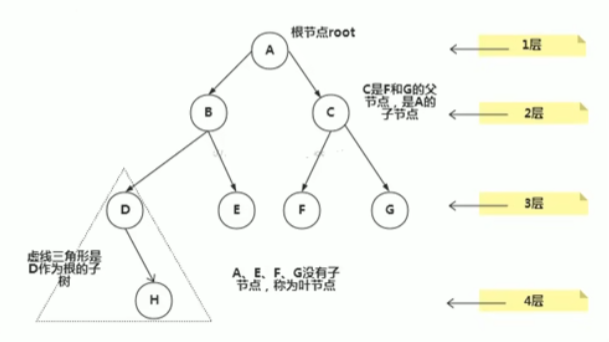 根节点root
A
1层
B
C
C是F和G的父
节点，是A的
子节点
2层
D
E
F
G
3层
虚线三角形是
D作为根的子
树
A、E、F、G没有子
节点，称为叶节点
H
4层